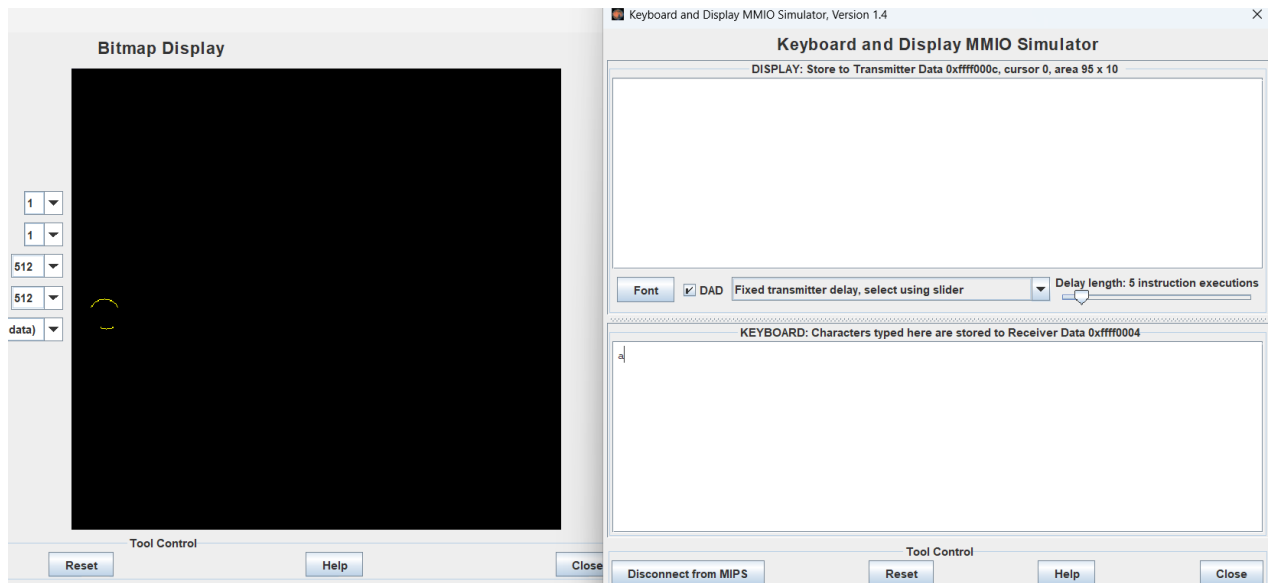 Bitmap Display
1
1
512
512
data)
Tool Control
Reset
Help
Close
Keyboard and Display MMIO Simulator, Version 1.4
Keyboard and Display MMIO Simulator
DISPLAY: Store to Transmitter Data 0xffff000c, cursor 0, area 95 x 10
Font
DAD
Fixed transmitter delay, select using slider
Delay length: 5 instruction executions
KEYBOARD: Characters typed here are stored to Receiver Data 0xffff0004
a
Tool Control
Disconnect from MIPS
Reset
Help
Close